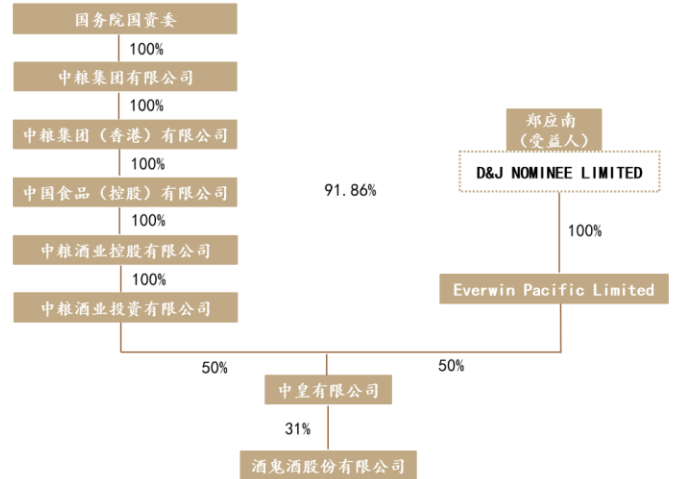 国务院国资委
100%
中粮集团有限公司
100%
中粮集团（香港）有限公司
100%
中国食品（控股）有限公司
100%
中粮酒业控股有限公司
100%
中粮酒业投资有限公司
91.86%
郑应南
（受益人）
D&J NOMINEE LIMITED
100%
Everwin Pacific Limited
50%
50%
中皇有限公司
31%
酒鬼酒股份有限公司